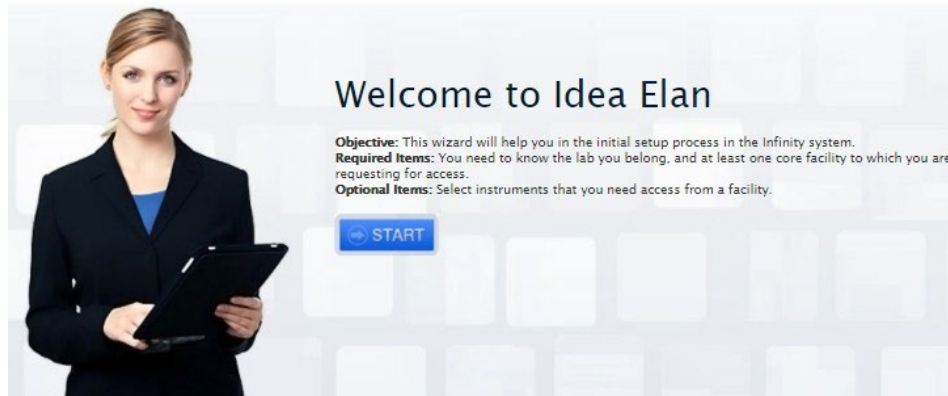 Welcome to Idea Elan
Objective: This wizard will help you in the initial setup process in the Infinity system.
Required Items: You need to know the lab you belong, and at least one core facility to which you are
requesting for access.
Optional Items: Select instruments that you need access from a facility.
START